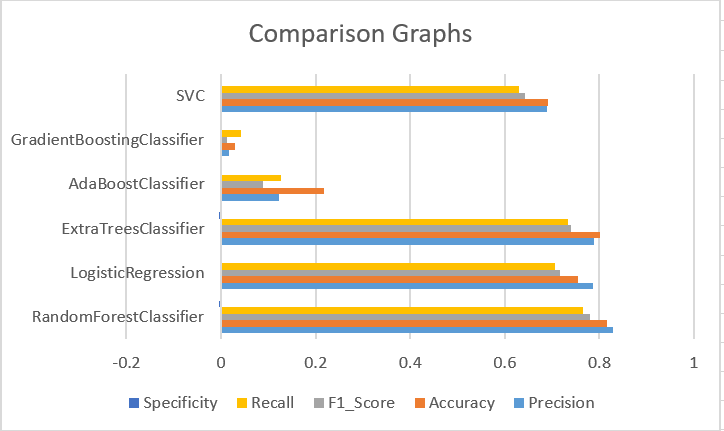 Comparison Graphs
SVC
GradientBoostingClassifier
AdaBoostClassifier
ExtraTreesClassifier
LogisticRegression
RandomForestClassifier
-0.2 0 0.2 0.4 0.6 0.8 1
Specificity Recall F1_Score Accuracy Precision